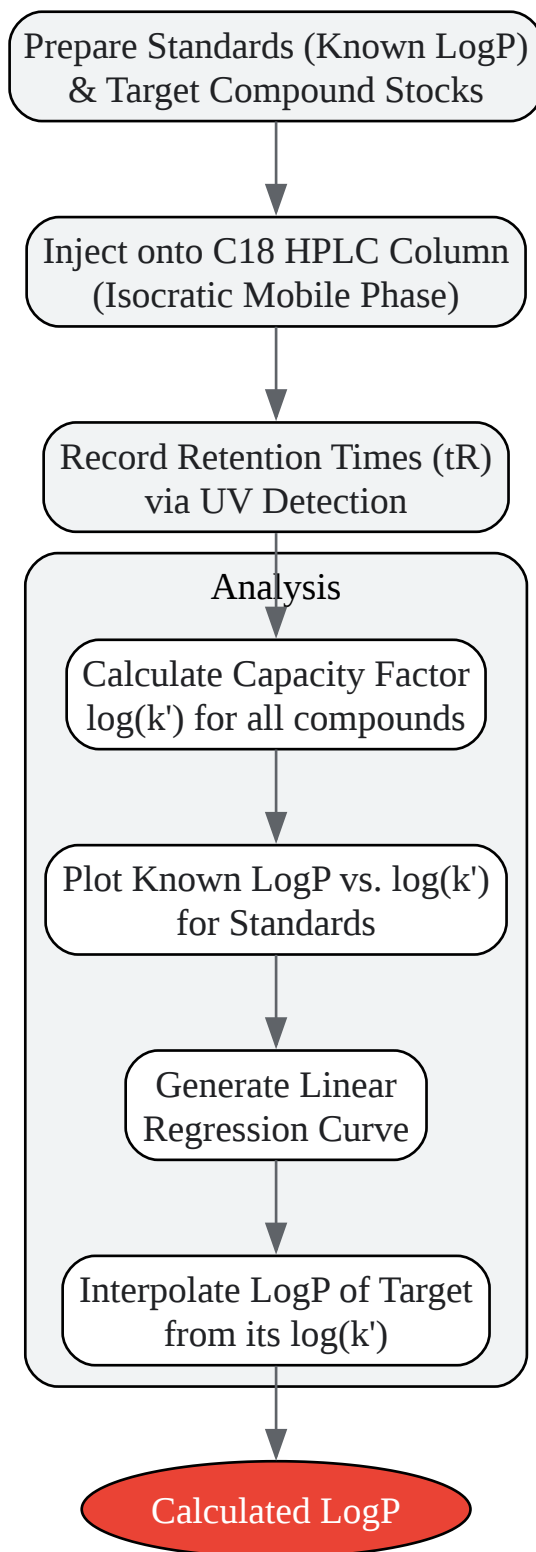 Prepare Standards (Known LogP)
& Target Compound Stocks
Inject onto C18 HPLC Column
(Isocratic Mobile Phase)
Record Retention Times (tR)
via UV Detection
Analysis
Calculate Capacity Factor
log(k') for all compounds
Plot Known LogP vs. log(k')
for Standards
Generate Linear
Regression Curve
Interpolate LogP of Target
from its log(k')
Calculated LogP